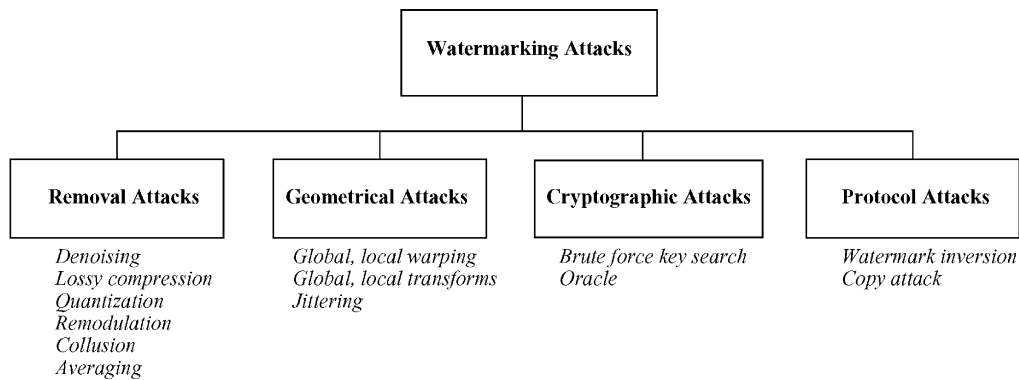 Watermarking Attacks
Removal Attacks
Denoising
Lossy compression
Quantization
Remodulation
Collusion
Averaging
Geometrical Attacks
Global, local warping
Global, local transforms
Jittering
Cryptographic Attacks
Brute force key search
Oracle
Protocol Attacks
Watermark inversion
Copy attack